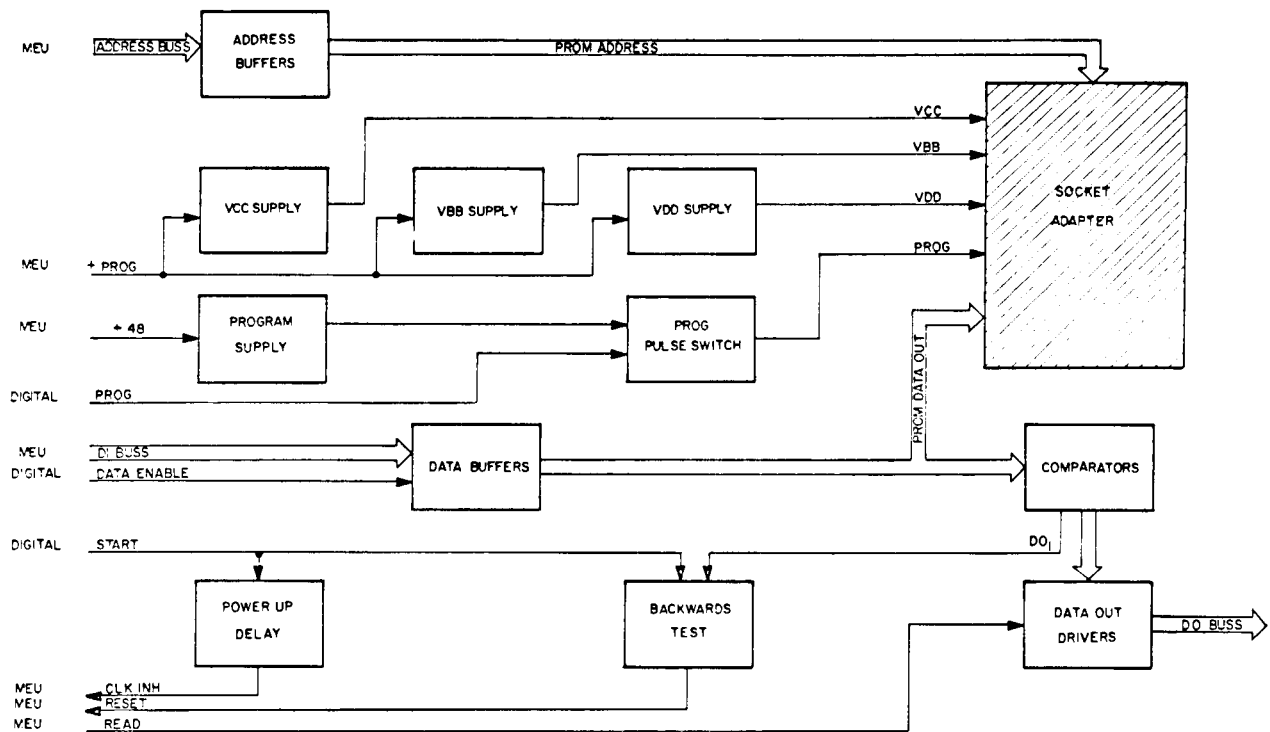 MEU
ADDRESS BUSS
ADDRESS
BUFFERS
PROM ADDRESS
VCC
VBB
VCC SUPPLY
VBB SUPPLY
VDD SUPPLY
VDD
SOCKET
ADAPTER
MEU
+ PROG
PROG
MEU
+ 48
PROGRAM
SUPPLY
PROG
PULSE SWITCH
DIGITAL
PROG
PROM DATA OUT
MEU
DI BUSS
DIGITAL
DATA ENABLE
DATA BUFFERS
COMPARATORS
DIGITAL
START
DO1
POWER UP
DELAY
BACKWARDS
TEST
DATA OUT
DRIVERS
DO BUSS
MEU
CLK INH
MEU
RESET
MEU
READ